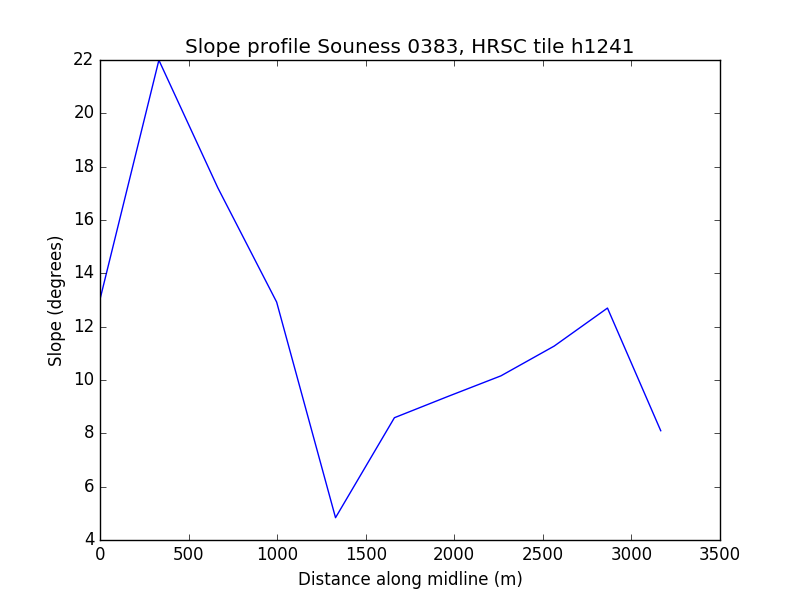 Slope profile Souness 0383, HRSC tile h1241
22
20
18
16
14
12
10
8
6
4
Slope (degrees)
0 500 1000 1500 2000 2500 3000 3500
Distance along midline (m)